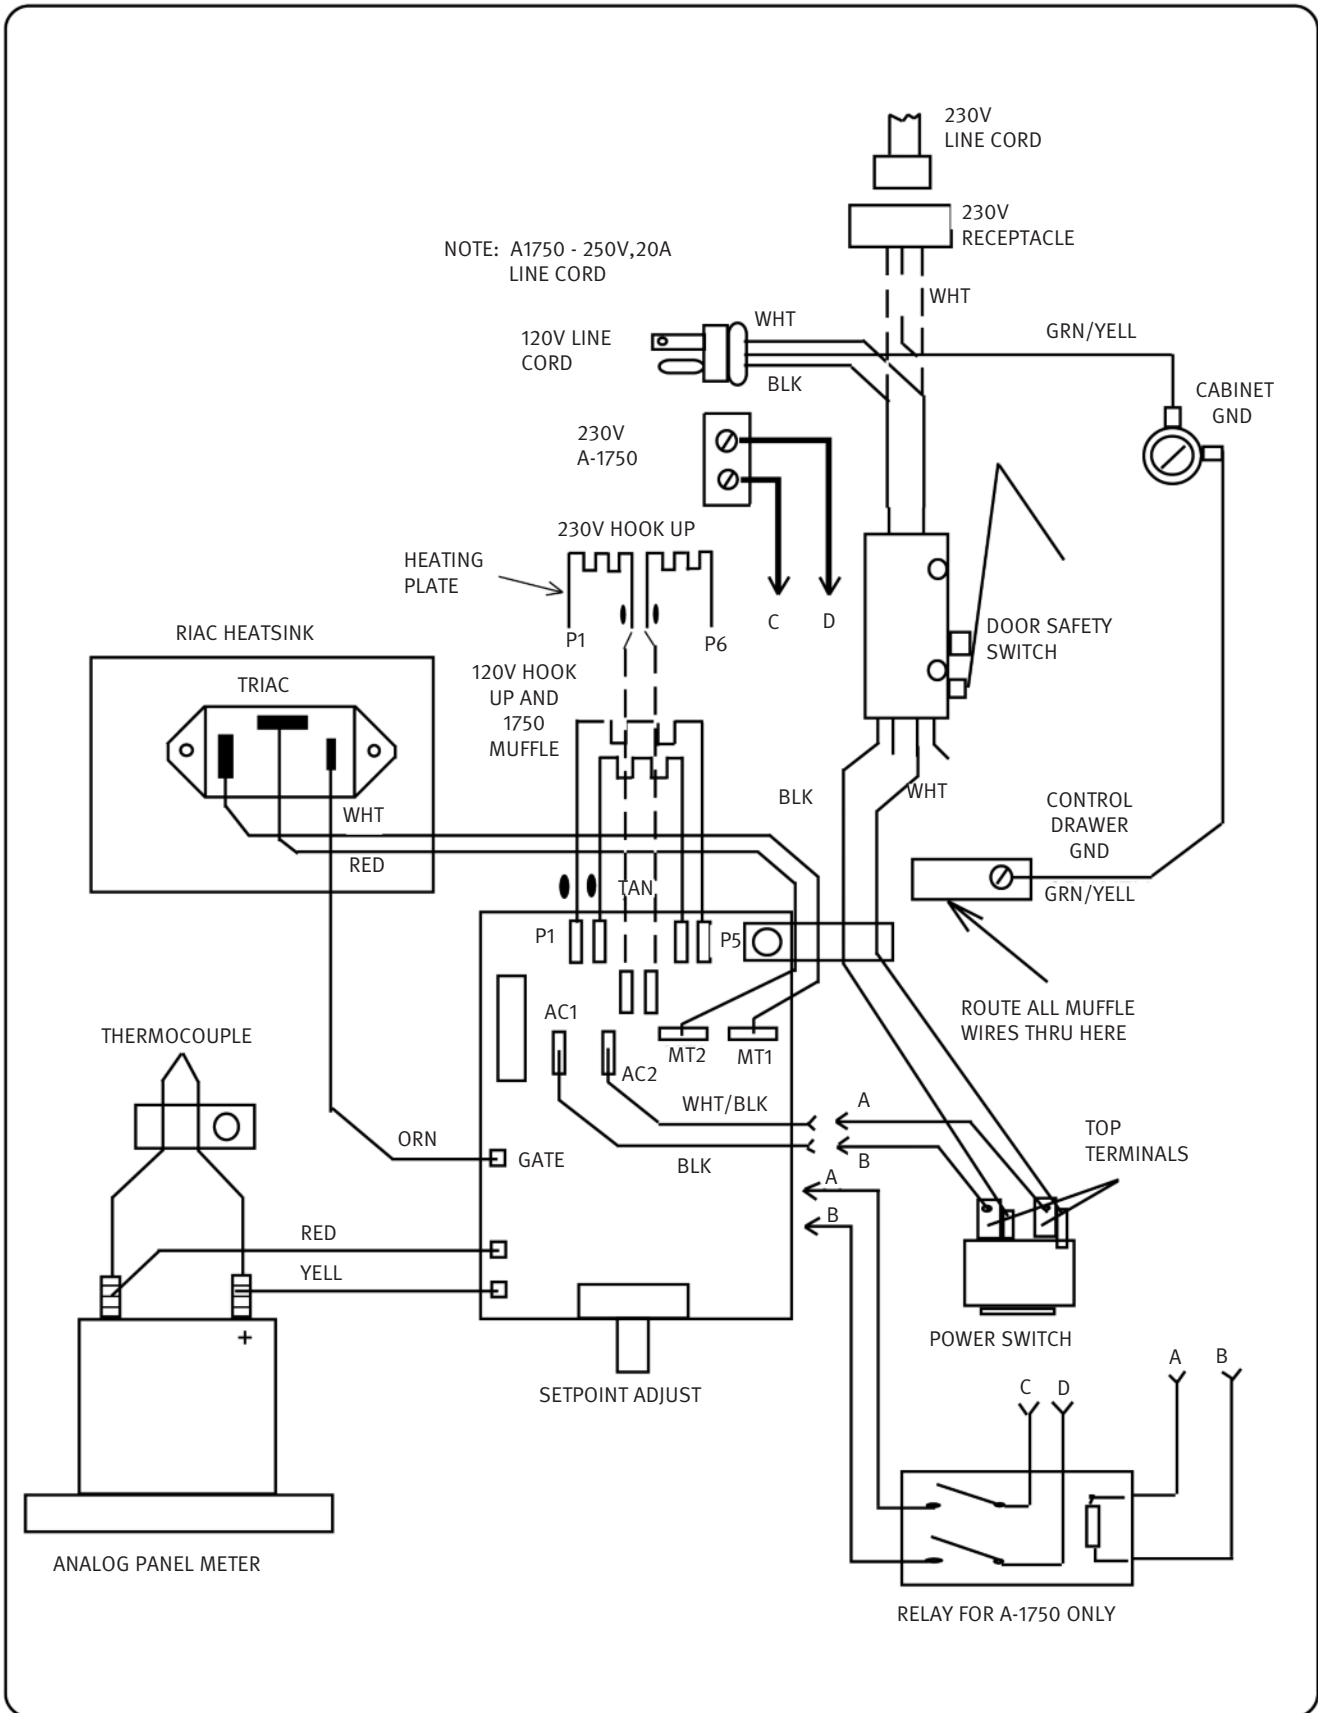 230V
LINE CORD
230V
RECEPTACLE
NOTE: A1750 - 250V,20A
LINE CORD
WHT
WHT
120V LINE
CORD
GRN/YELL
BLK
CABINET
GND
230V
A-1750
230V HOOK UP
HEATING
PLATE
C
D
P1
P6
RIAC HEATSINK
DOOR SAFETY
SWITCH
120V HOOK
UP AND
1750
MUFFLE
TRIAC
BLK
WHT
CONTROL
DRAWER
GND
WHT
RED
TAN
GRN/YELL
P1
P5
ROUTE ALL MUFFLE
WIRES THRU HERE
AC1
THERMOCOUPLE
MT2
MT1
AC2
WHT/BLK
A
TOP
TERMINALS
ORN
GATE
BLK
B
A
B
RED
YELL
+
POWER SWITCH
A
B
SETPOINT ADJUST
C
D
ANALOG PANEL METER
RELAY FOR A-1750 ONLY